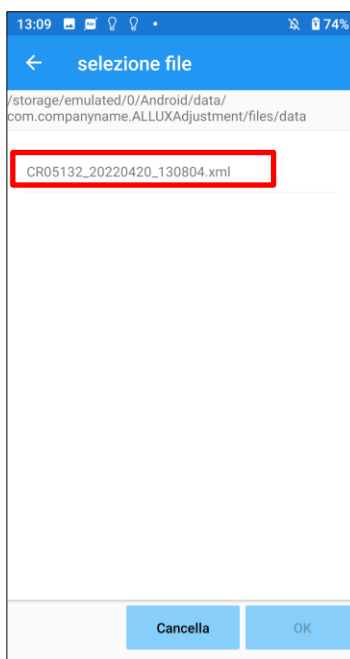 13:09 74%
selezione file
/storage/emulated/0/Android/data/
com.companyname.ALLUXAdjustment/files/data
CR05132_20220420_130804.xml
Cancella OK